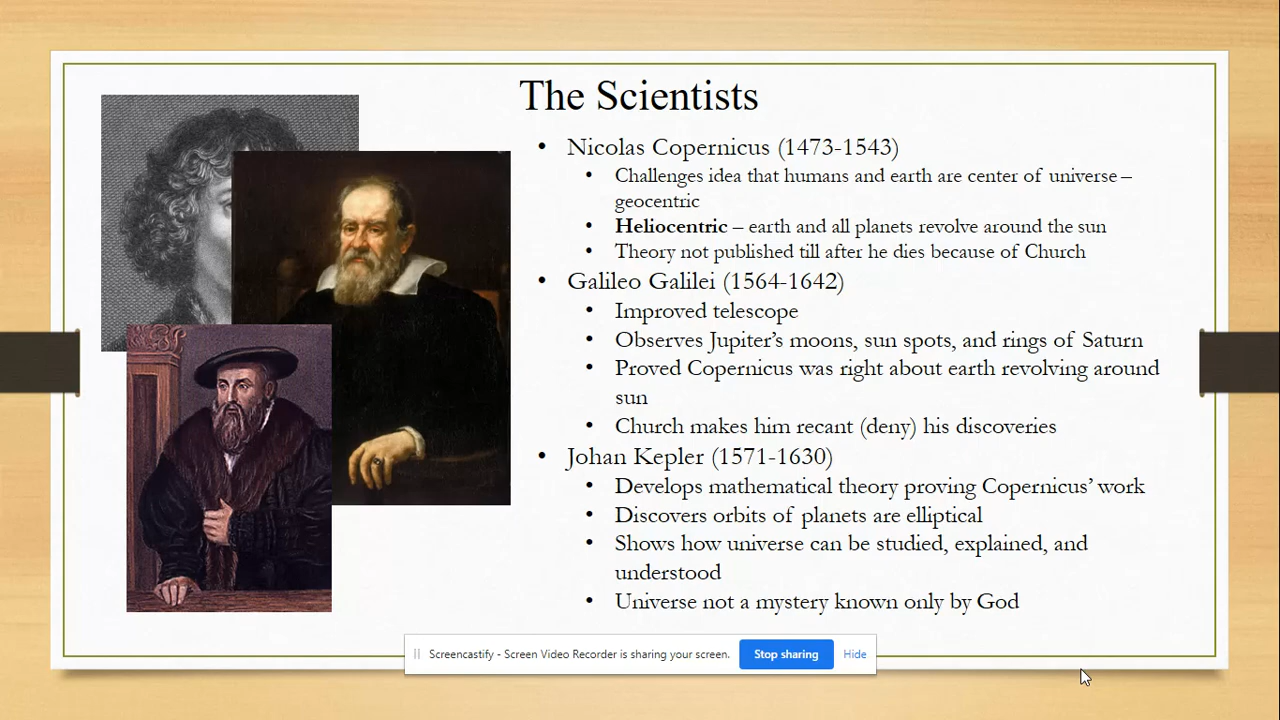 The Scientists
• Nicolas Copernicus (1473-1543)
• Challenges idea that humans and earth are center of universe –
geocentric
• Heliocentric – earth and all planets revolve around the sun
• Theory not published till after he dies because of Church
• Galileo Galilei (1564-1642)
• Improved telescope
• Observes Jupiter’s moons, sun spots, and rings of Saturn
• Proved Copernicus was right about earth revolving around
sun
• Church makes him recant (deny) his discoveries
• Johan Kepler (1571-1630)
• Develops mathematical theory proving Copernicus’ work
• Discovers orbits of planets are elliptical
• Shows how universe can be studied, explained, and
understood
• Universe not a mystery known only by God
Screencastify - Screen Video Recorder is sharing your screen. Stop sharing Hide